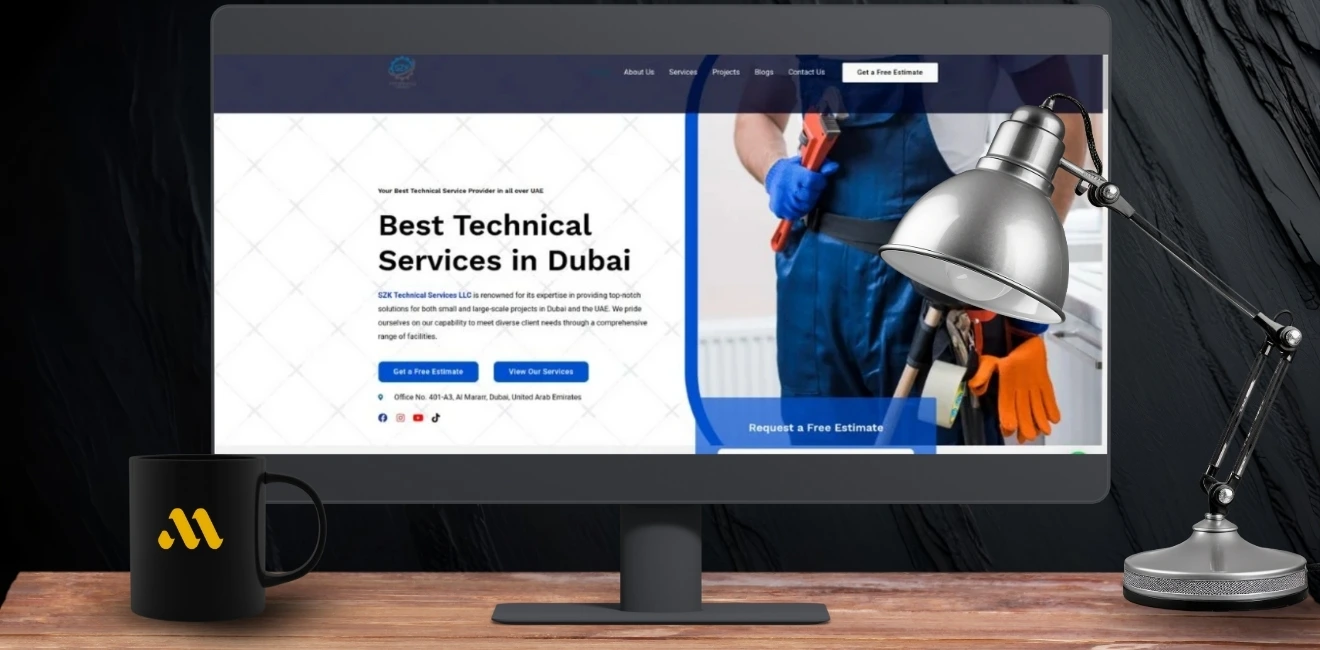 About Us Services Projects Blogs Contact Us Get a Free Estimate
Your Best Technical Service Provider in all over UAE
Best Technical
Services in Dubai
SZK Technical Services LLC is renowned for its expertise in providing top-notch
solutions for both small and large-scale projects in Dubai and the UAE. We pride
ourselves on our capability to meet diverse client needs through a comprehensive
range of facilities.
Get a Free Estimate View Our Services
Office No. 401-A3, Al Mararr, Dubai, United Arab Emirates
Request a Free Estimate